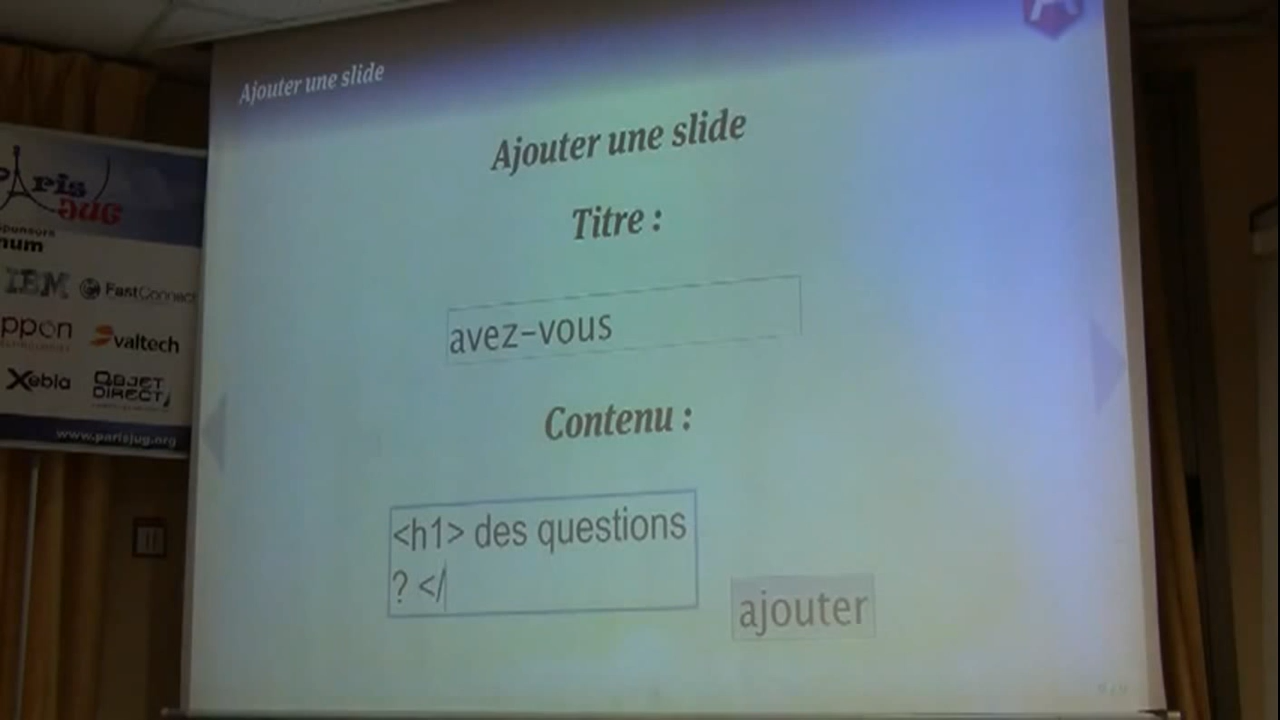 Ajouter une slide
Ajouter une slide
Titre :
avez-vous
Contenu :
<h1> des questions
? </
ajouter
Paris
JUG
IBM
FastConnect
ippon
valtech
Xebia
OBJET
DIRECT
www.parisjug.org